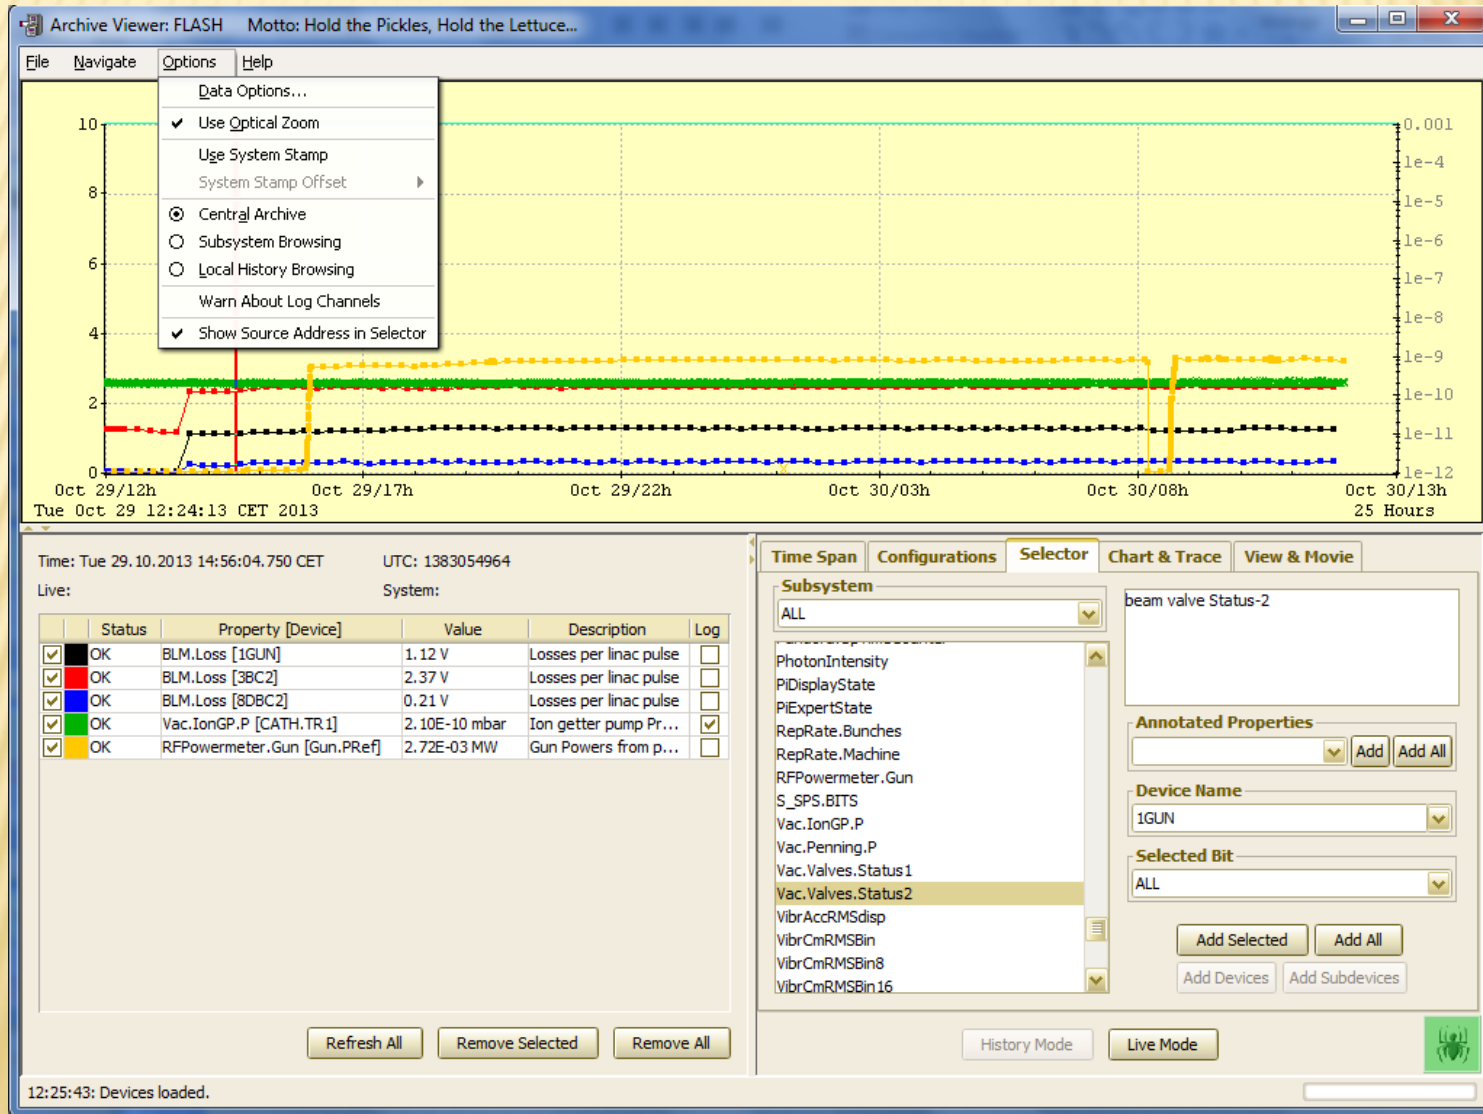 Archive Viewer: FLASH Motto: Hold the Pickles, Hold the Lettuce...
File Navigate Options Help
Data Options...
Use Optical Zoom
Use System Stamp
System Stamp Offset
Central Archive
Subsystem Browsing
Local History Browsing
Warn About Log Channels
Show Source Address in Selector
10
8
6
4
2
0
0.001
1e-4
1e-5
1e-6
1e-7
1e-8
1e-9
1e-10
1e-11
1e-12
Oct 29/12h Oct 29/17h Oct 29/22h Oct 30/03h Oct 30/08h Oct 30/13h
Tue Oct 29 12:24:13 CET 2013 25 Hours
Time: Tue 29.10.2013 14:56:04.750 CET UTC: 1383054964
Live: System:
Status Property [Device] Value Description Log
OK BLM.Loss [1GUN] 1.12 V Losses per linac pulse
OK BLM.Loss [3BC2] 2.37 V Losses per linac pulse
OK BLM.Loss [8DBC2] 0.21 V Losses per linac pulse
OK Vac.IonGP.P [CATH.TR1] 2.10E-10 mbar Ion getter pump Pr...
OK RFPowermeter.Gun [Gun.PRef] 2.72E-03 MW Gun Powers from p...
Refresh All Remove Selected Remove All
Time Span Configurations Selector Chart & Trace View & Movie
Subsystem
ALL
PhotonIntensity
PiDisplayState
PiExpertState
RepRate.Bunches
RepRate.Machine
RFPowermeter.Gun
S_SPS.BITS
Vac.IonGP.P
Vac.Penning.P
Vac.Valves.Status1
Vac.Valves.Status2
VibrAccRMSdisp
VibrCmRMSBin
VibrCmRMSBin8
VibrCmRMSBin16
beam valve Status-2
Annotated Properties
Add Add All
Device Name
1GUN
Selected Bit
ALL
Add Selected Add All
Add Devices Add Subdevices
History Mode Live Mode
12:25:43: Devices loaded.